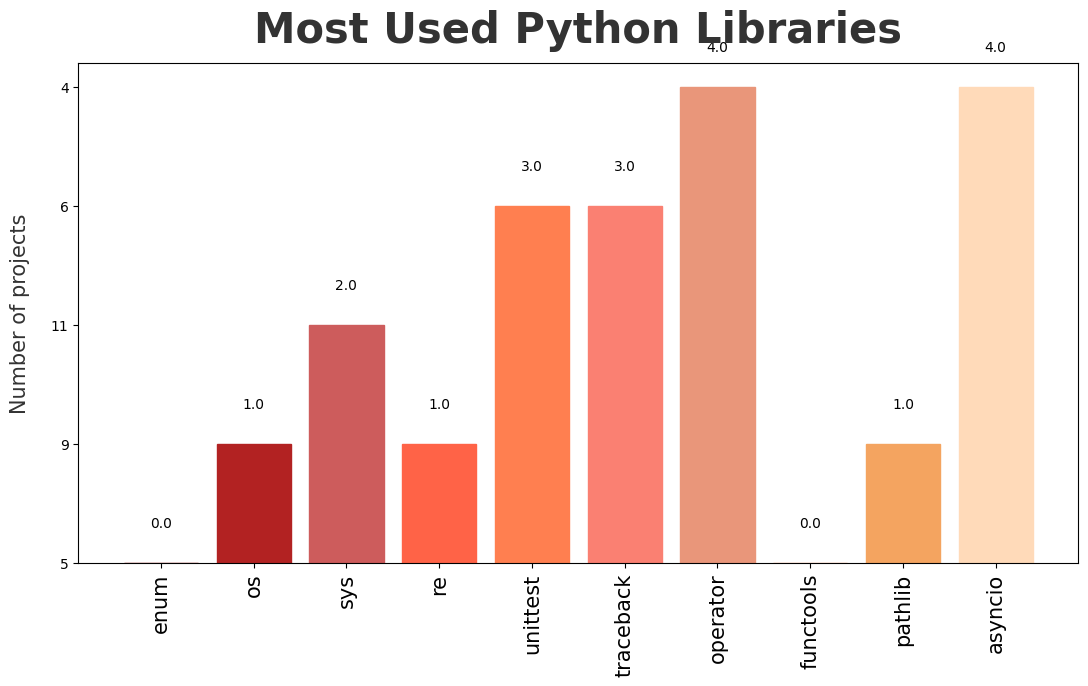 Most Used Python Libraries
4.0
4.0
4
3.0
3.0
6
2.0
11
1.0
1.0
1.0
9
0.0
0.0
5
Number of projects
enum
os
sys
re
unittest
traceback
operator
functools
pathlib
asyncio